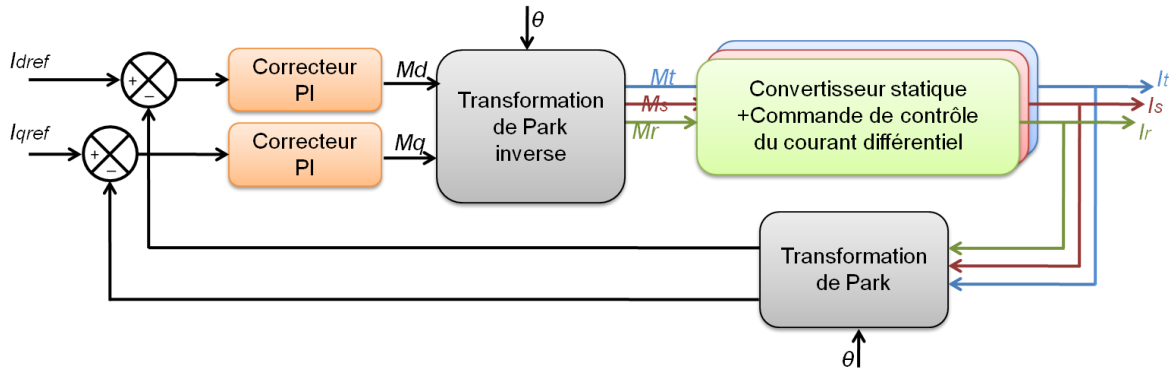 θ
Idref
Correcteur
PI
Md
Transformation
de Park
inverse
Mt
Ms
Mr
Convertisseur statique
+Commande de contrôle
du courant différentiel
It
Is
Ir
+
−
Iqref
Correcteur
PI
Mq
+
−
Transformation
de Park
θ